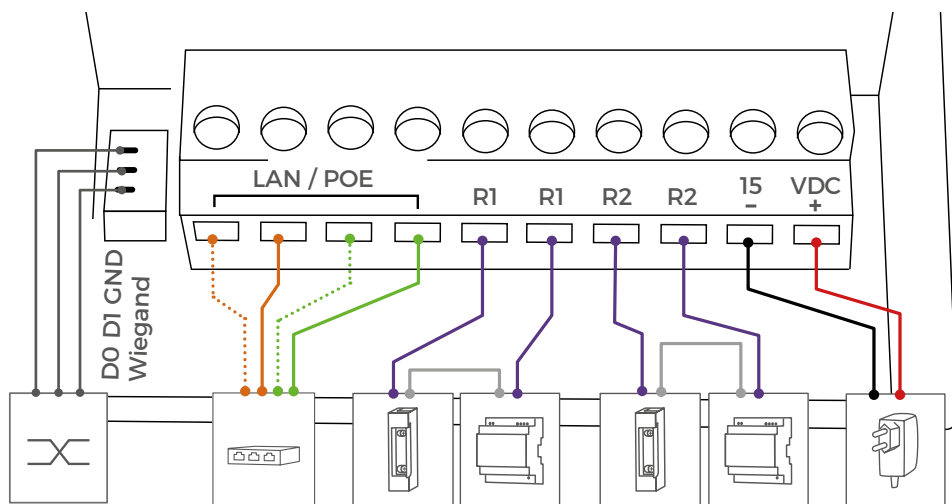 LAN / POE
R1
R1
R2
R2
15
VDC
-
+
D0 D1 GND
Wiegand